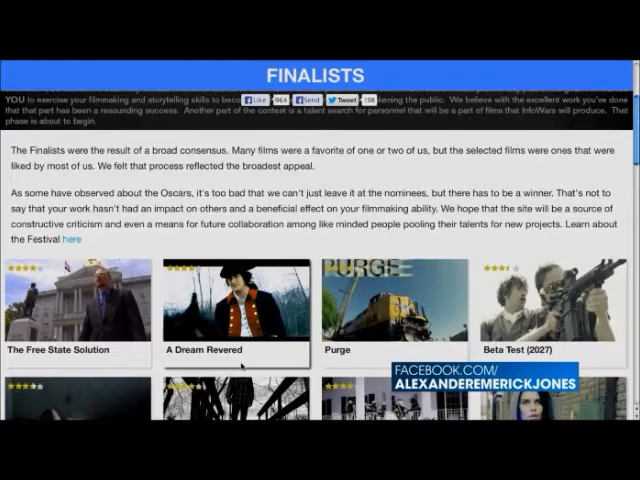 FINALISTS
YOU to exercise your filmmaking and storytelling skills to beco
kening the public. We believe with the excellent work you've done
Like 964 Send Tweet 198
that that part has been a resounding success. Another part of the contest is a talent search for personnel that will be a part of films that InfoWare will produce. That
phase is about to begin.
The Finalists were the result of a broad consensus. Many films were a favorite of one or two of us, but the selected films were ones that were
liked by most of us. We felt that process reflected the broadest appeal.
As some have observed about the Oscars, it's too bad that we can't just leave it at the nominees, but there has to be a winner. That's not to
say that your work hasn't had an impact on others and a beneficial effect on your filmmaking ability. We hope that the site will be a source of
constructive criticism and even a means for future collaboration among like minded people pooling their talents for new projects. Learn about
the Festival here
PURGE
The Free State Solution
A Dream Revered
Purge
Beta Test (2027)
FACEBOOK.COM/
ALEXANDEREMERICKJONES